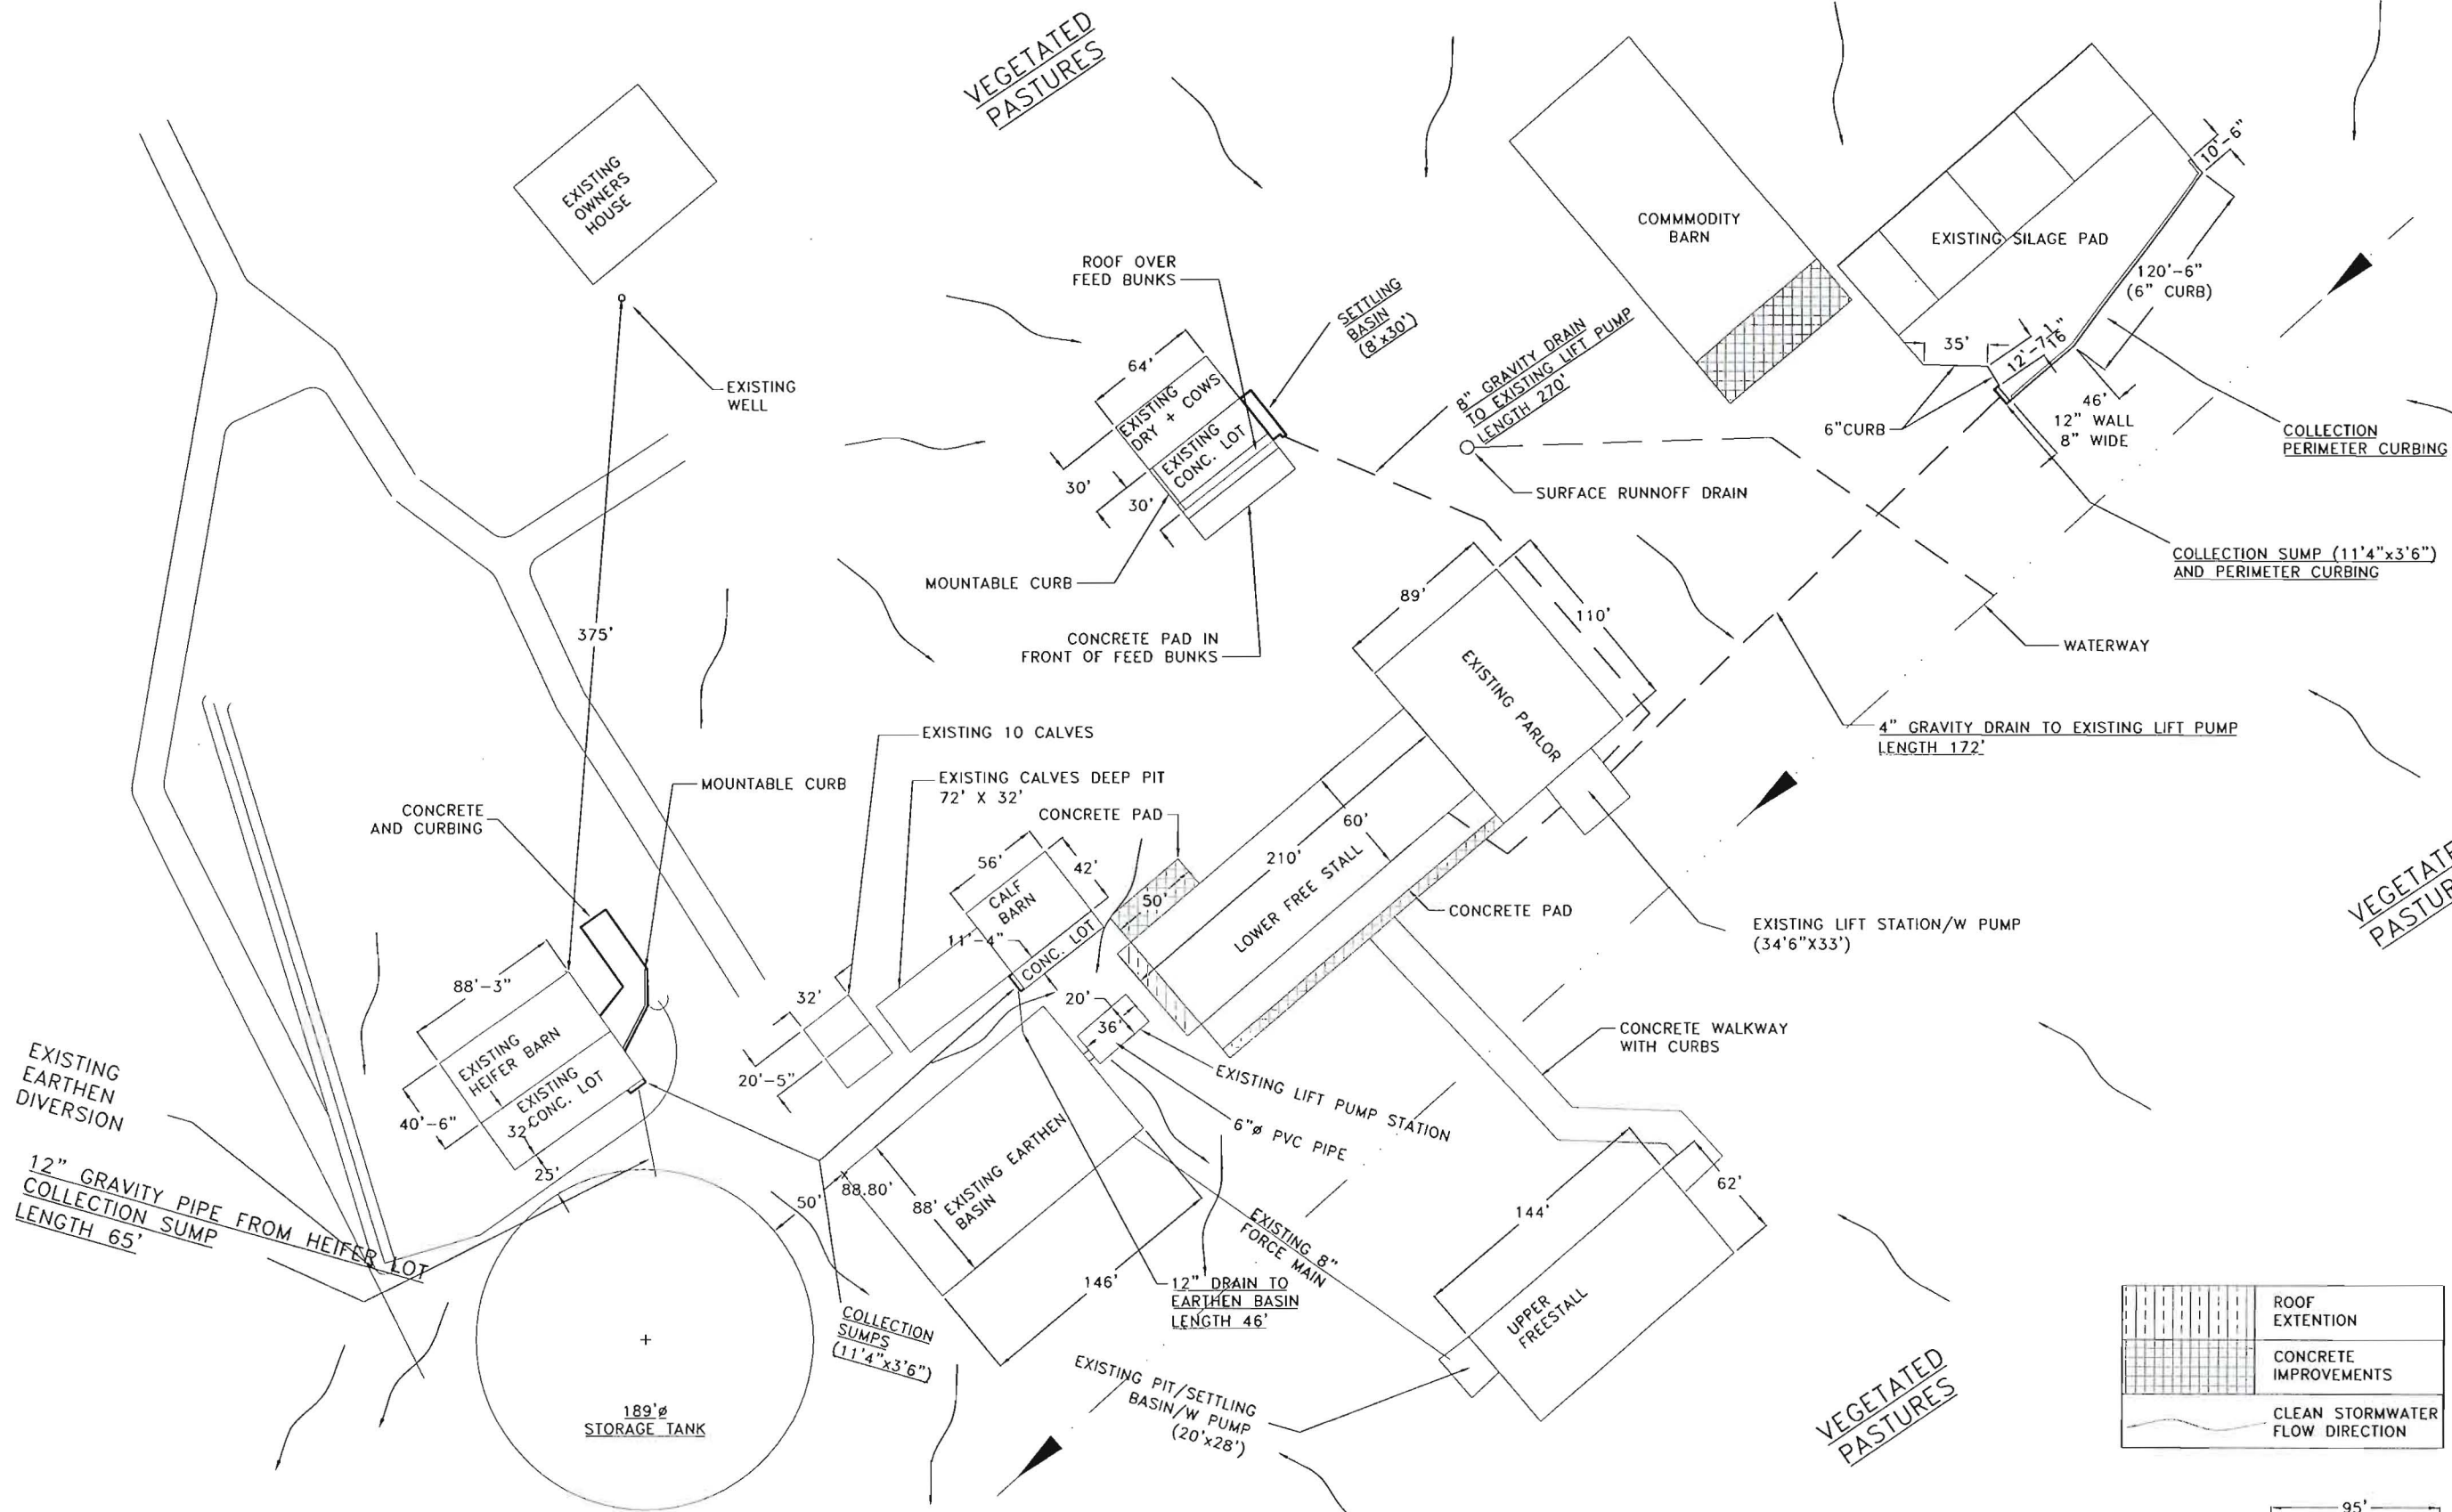 VEGETATED
PASTURES
EXISTING
OWNERS
HOUSE
EXISTING
WELL
375'
ROOF OVER
FEED BUNKS
SETTLING
BASIN
(8'x30')
64'
EXISTING
DRY + COWS
EXISTING
CONC. LOT
30'
30'
MOUNTABLE CURB
CONCRETE PAD IN
FRONT OF FEED BUNKS
8" GRAVITY DRAIN
TO EXISTING LIFT PUMP
LENGTH 270'
SURFACE RUNNOFF DRAIN
COMMMODITY
BARN
EXISTING SILAGE PAD
10'-6"
120'-6"
(6" CURB)
35'
12'-7 1/16"
46'
12" WALL
8" WIDE
6"CURB
COLLECTION
PERIMETER CURBING
COLLECTION SUMP (11'4"x3'6")
AND PERIMETER CURBING
WATERWAY
4" GRAVITY DRAIN TO EXISTING LIFT PUMP
LENGTH 172'
89'
110'
EXISTING PARLOR
EXISTING 10 CALVES
EXISTING CALVES DEEP PIT
72' X 32'
CONCRETE PAD
MOUNTABLE CURB
CONCRETE
AND CURBING
56'
42'
CALF
BARN
11'-4"
CONC. LOT
50'
210'
60'
LOWER FREE STALL
CONCRETE PAD
EXISTING LIFT STATION/W PUMP
(34'6"X33')
VEGETATE
PASTUR
88'-3"
EXISTING
HEIFER BARN
EXISTING
CONC. LOT
40'-6"
32'
25'
32'
20'-5"
20'
36'
EXISTING LIFT PUMP STATION
6"ø PVC PIPE
CONCRETE WALKWAY
WITH CURBS
EXISTING
EARTHEN
DIVERSION
12" GRAVITY PIPE FROM HEIFER LOT
COLLECTION SUMP
LENGTH 65'
50'
88.80'
88'
EXISTING EARTHEN
BASIN
146'
EXISTING 8"
FORCE MAIN
12" DRAIN TO
EARTHEN BASIN
LENGTH 46'
COLLECTION
SUMPS
(11'4"x3'6")
144'
62'
UPPER
FREESTALL
EXISTING PIT/SETTLING
BASIN/W PUMP
(20'x28')
189'ø
STORAGE TANK
VEGETATED
PASTURES
ROOF
EXTENTION
CONCRETE
IMPROVEMENTS
CLEAN STORMWATER
FLOW DIRECTION
95'